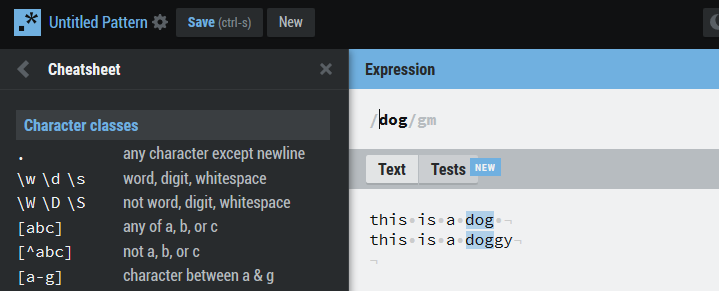 .* Untitled Pattern Save (ctrl-s) New
Cheatsheet
Expression
Character classes
/dog/gm
. any character except newline
\w \d \s word, digit, whitespace
\W \D \S not word, digit, whitespace
[abc] any of a, b, or c
[^abc] not a, b, or c
[a-g] character between a & g
Text Tests NEW
this is a dog
this is a doggy